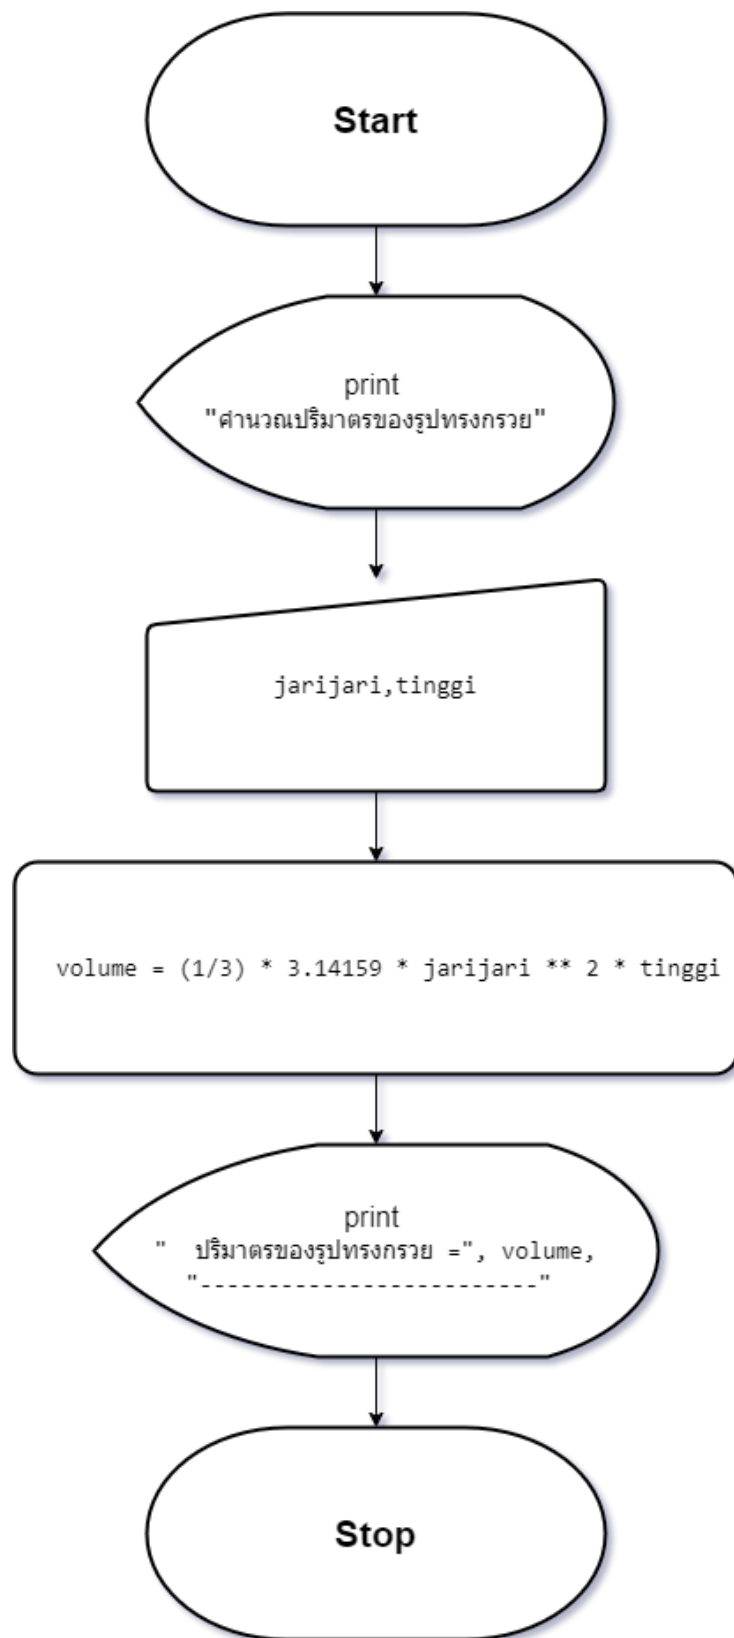 Start
print
"คำนวณปริมาตรของรูปทรงกรวย"
jarijari,tinggi
volume = (1/3) * 3.14159 * jarijari ** 2 * tinggi
print
"  ปริมาตรของรูปทรงกรวย =", volume,
"-------------------------"
Stop